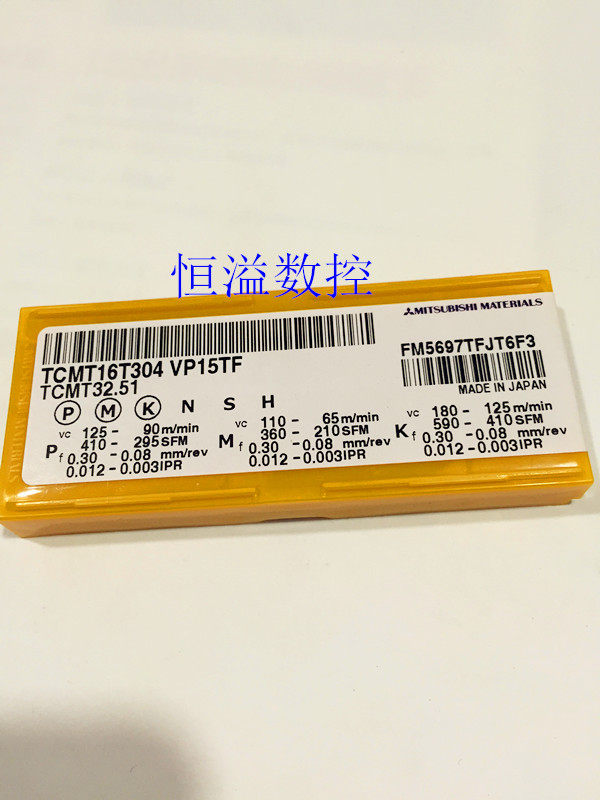 恒溢数控
MITSUBISHI MATERIALS
TCMT16T304 VP15TF
TCMT32.51
FM5697TFJT6F3
MADE IN JAPAN
P M K N S H
P vc 125 - 90 m/min
410 - 295 SFM
f 0.30 - 0.08 mm/rev
0.012 - 0.003 IPR
M vc 110 - 65 m/min
360 - 210 SFM
f 0.30 - 0.08 mm/rev
0.012 - 0.003 IPR
K vc 180 - 125 m/min
590 - 410 SFM
f 0.30 - 0.08 mm/rev
0.012 - 0.003 IPR